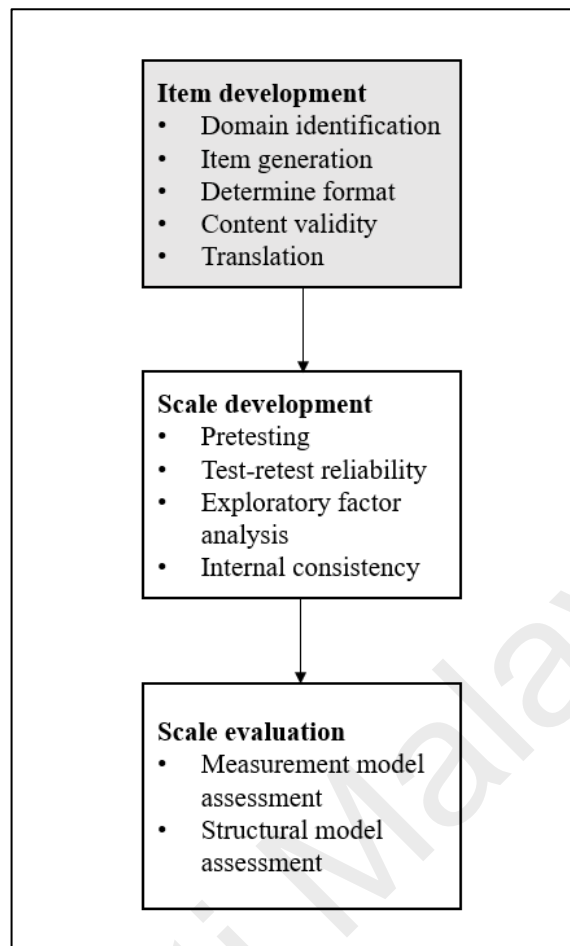 Item development
• Domain identification
• Item generation
• Determine format
• Content validity
• Translation
Scale development
• Pretesting
• Test-retest reliability
• Exploratory factor
analysis
• Internal consistency
Scale evaluation
• Measurement model
assessment
• Structural model
assessment